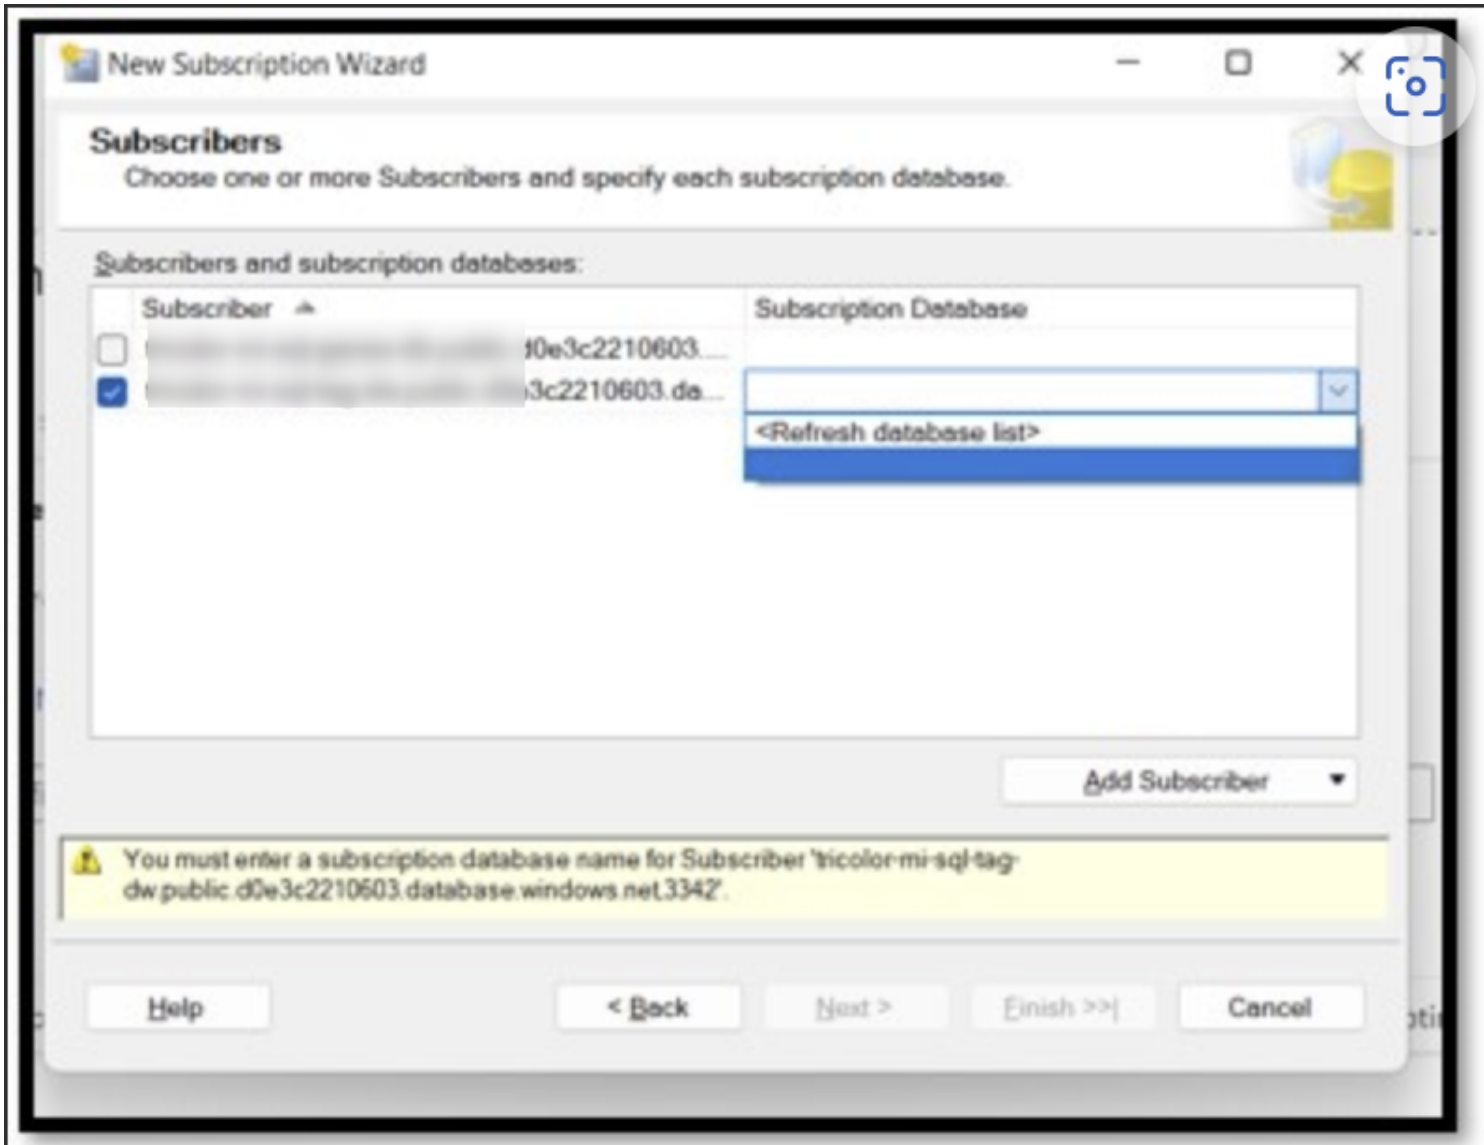 New Subscription Wizard
Subscribers
Choose one or more Subscribers and specify each subscription database.
Subscribers and subscription databases:
Subscriber Subscription Database
d0e3c2210603....
3c2210603.da...
<Refresh database list>
Add Subscriber
You must enter a subscription database name for Subscriber 'tricolor-mi-sql-tag-
dw.public.d0e3c2210603.database.windows.net,3342'.
Help < Back Next > Finish >>| Cancel